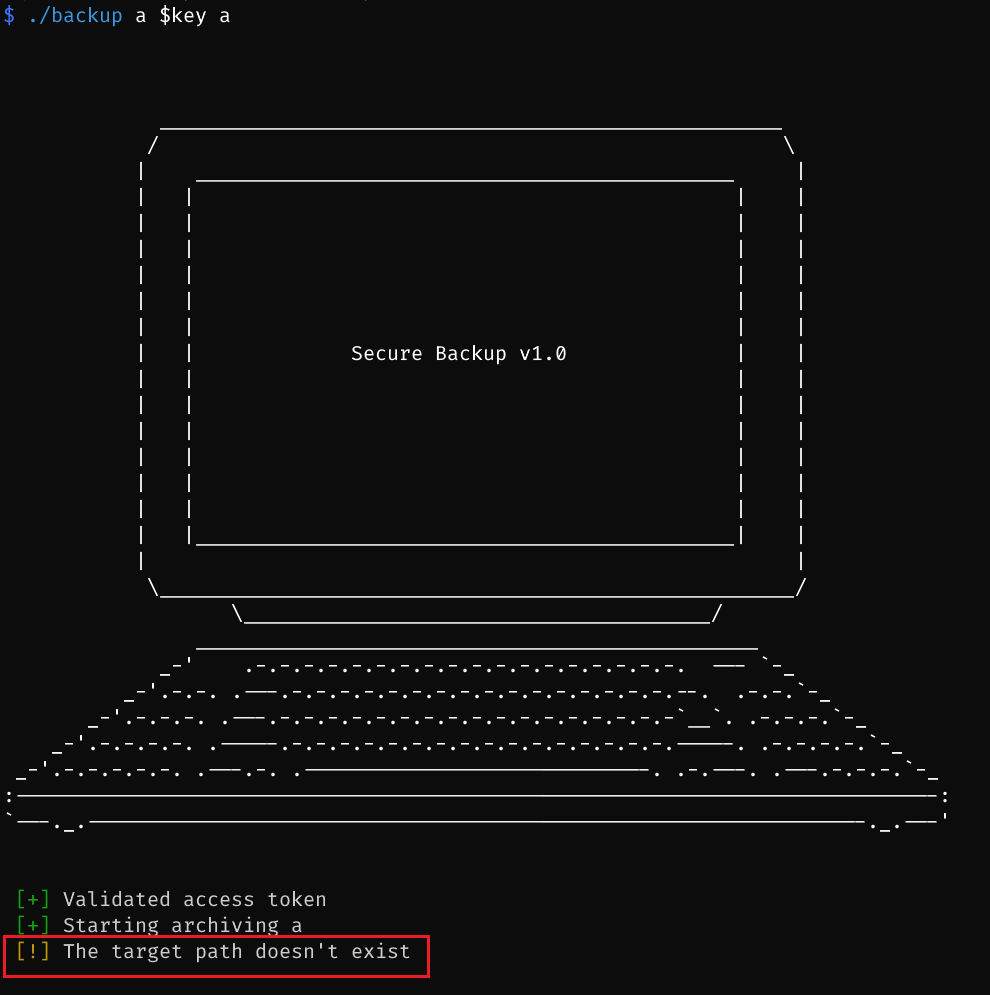 $ ./backup a $key a
Secure Backup v1.0
[+] Validated access token
[+] Starting archiving a
[!] The target path doesn't exist